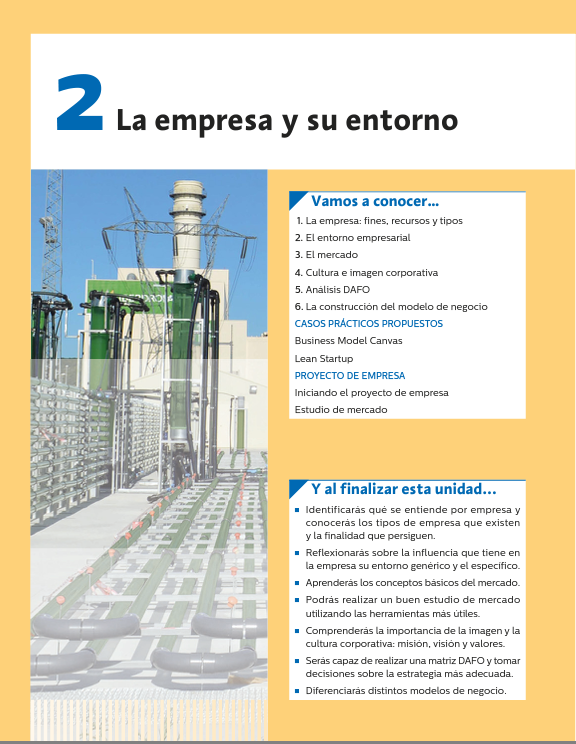 2 La empresa y su entorno
Vamos a conocer...
1. La empresa: fines, recursos y tipos
2. El entorno empresarial
3. El mercado
4. Cultura e imagen corporativa
5. Análisis DAFO
6. La construcción del modelo de negocio
CASOS PRÁCTICOS PROPUESTOS
Business Model Canvas
Lean Startup
PROYECTO DE EMPRESA
Iniciando el proyecto de empresa
Estudio de mercado
Y al finalizar esta unidad...
Identificarás qué se entiende por empresa y
conocerás los tipos de empresa que existen
y la finalidad que persiguen.
Reflexionarás sobre la influencia que tiene en
la empresa su entorno genérico y el específico.
Aprenderás los conceptos básicos del mercado.
Podrás realizar un buen estudio de mercado
utilizando las herramientas más útiles.
Comprenderás la importancia de la imagen y la
cultura corporativa: misión, visión y valores.
Serás capaz de realizar una matriz DAFO y tomar
decisiones sobre la estrategia más adecuada.
Diferenciarás distintos modelos de negocio.